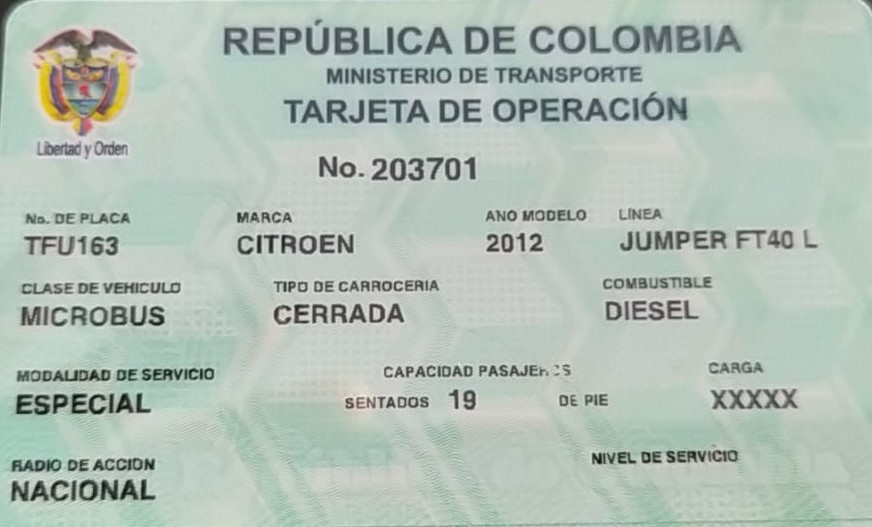 REPÚBLICA DE COLOMBIA
MINISTERIO DE TRANSPORTE
TARJETA DE OPERACIÓN
Libertad y Orden
No. 203701
No. DE PLACA MARCA ANO MODELO LÍNEA
TFU163 CITROEN 2012 JUMPER FT40 L
CLASE DE VEHICULO TIPO DE CARROCERIA COMBUSTIBLE
MICROBUS CERRADA DIESEL
MODALIDAD DE SERVICIO CAPACIDAD CARGA
ESPECIAL SENTADOS 19 DE PIE XXXXX
RADIO DE ACCION NIVEL DE SERVICIO
NACIONAL